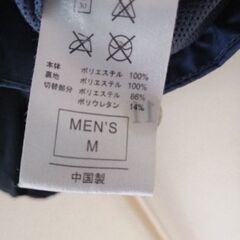 30
本体 ポリエステル 100%
裏地 ポリエステル 100%
切替部分 ポリエステル 86%
ポリウレタン 14%
MEN'S
M
中国製